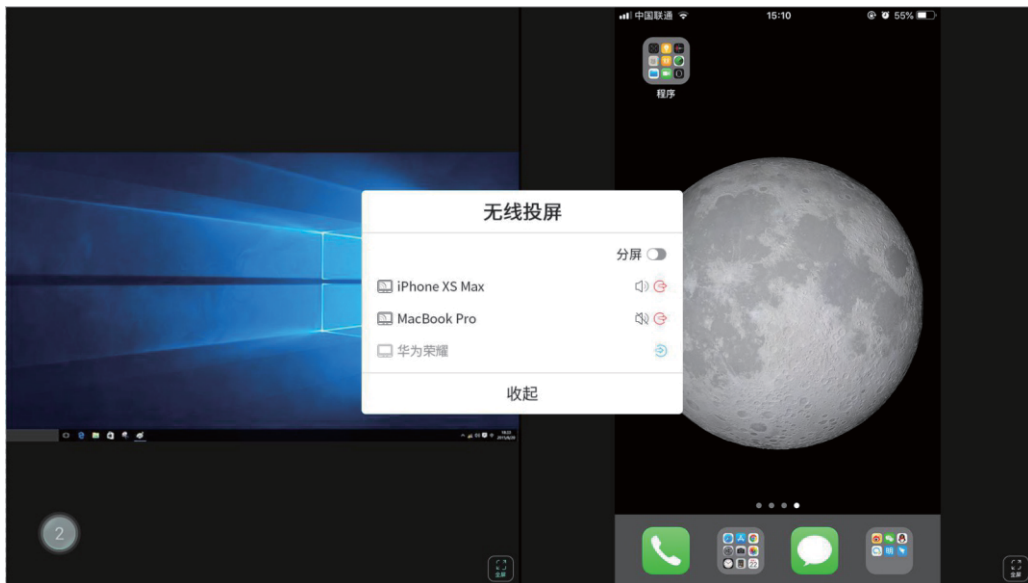 中国联通
15:10
55%
程序
无线投屏
分屏
iPhone XS Max
MacBook Pro
华为荣耀
收起
2
全屏
全屏